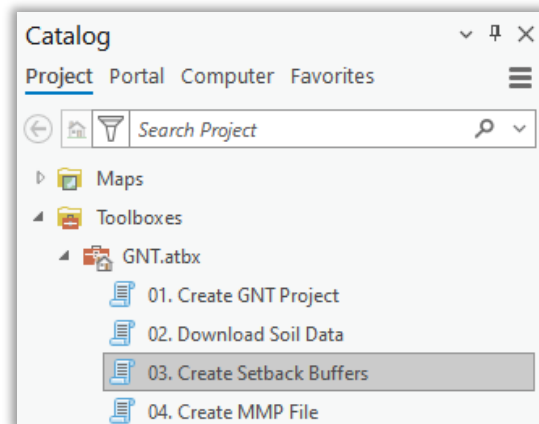 Catalog
Project Portal Computer Favorites
Search Project
Maps
Toolboxes
GNT.atbx
01. Create GNT Project
02. Download Soil Data
03. Create Setback Buffers
04. Create MMP File